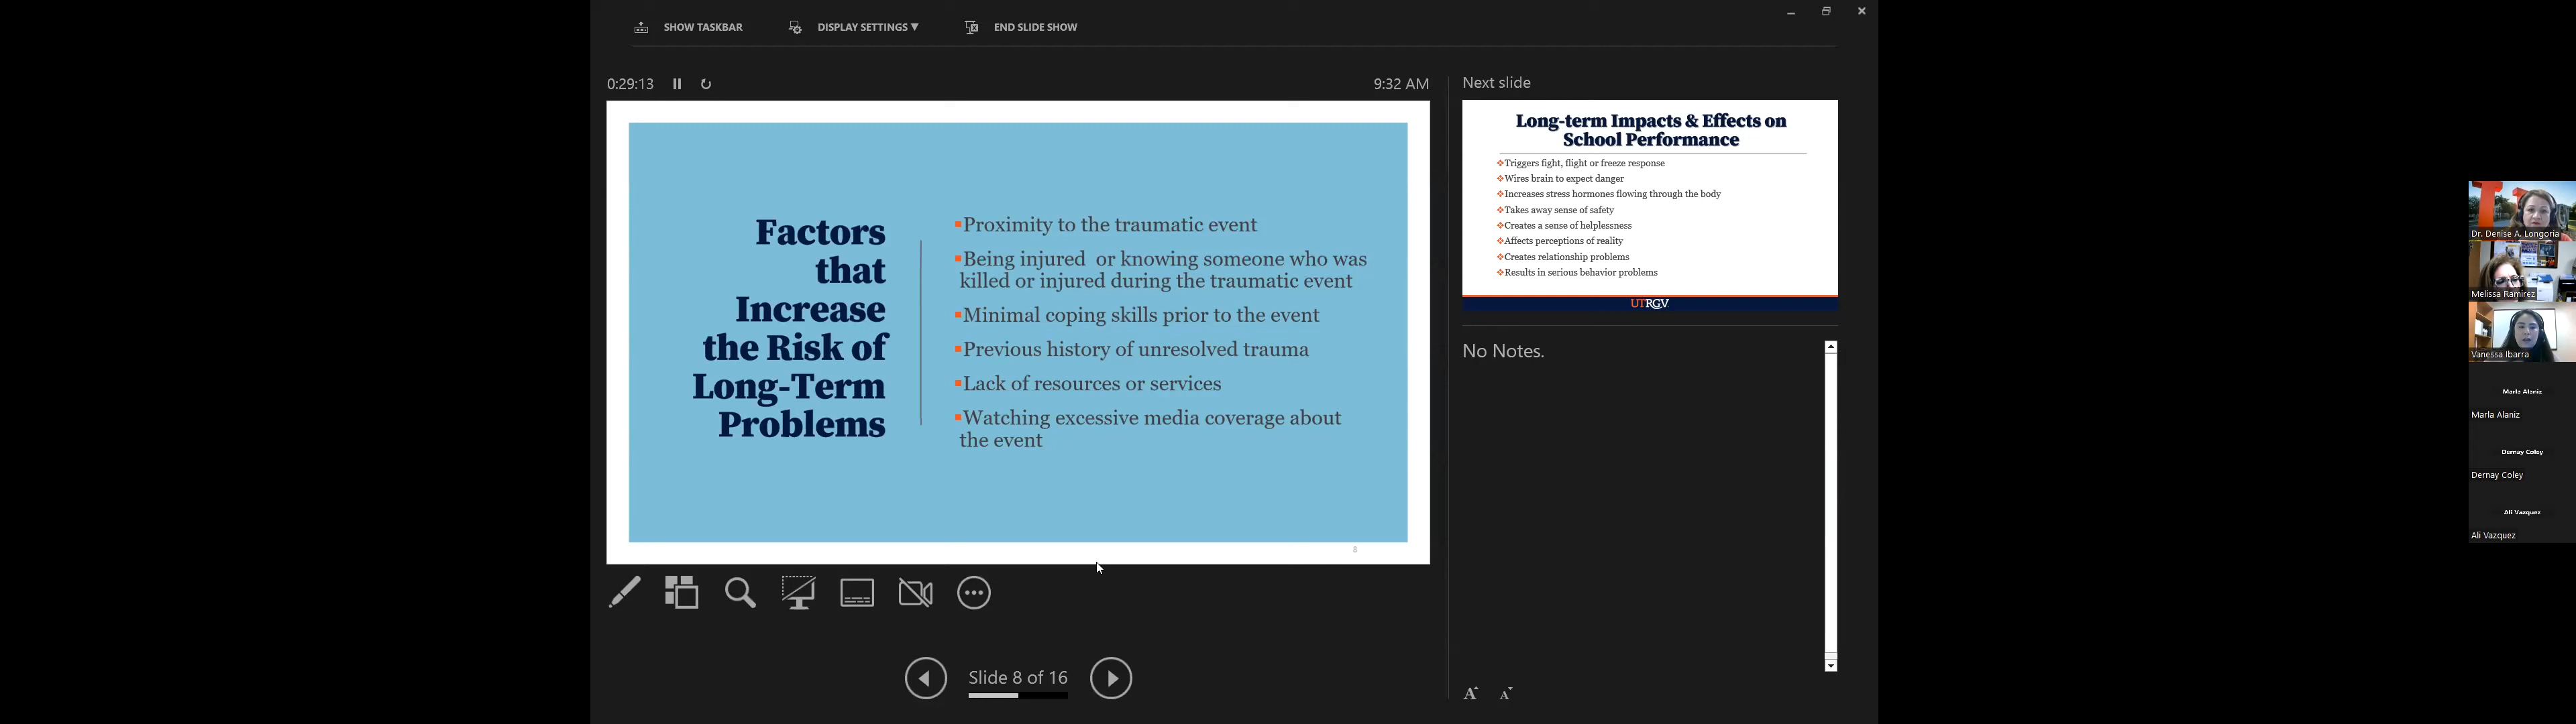 SHOW TASKBAR
DISPLAY SETTINGS ▼
END SLIDE SHOW
0:29:13
9:32 AM
Factors
that
Increase
the Risk of
Long-Term
Problems
▪Proximity to the traumatic event
▪Being injured  or knowing someone who was
killed or injured during the traumatic event
▪Minimal coping skills prior to the event
▪Previous history of unresolved trauma
▪Lack of resources or services
▪Watching excessive media coverage about
the event
8
Slide 8 of 16
Next slide
Long-term Impacts & Effects on
School Performance
❖Triggers fight, flight or freeze response
❖Wires brain to expect danger
❖Increases stress hormones flowing through the body
❖Takes away sense of safety
❖Creates a sense of helplessness
❖Affects perceptions of reality
❖Creates relationship problems
❖Results in serious behavior problems
UTRGV
No Notes.
A A
Dr. Denise A. Longoria
Melissa Ramirez
Vanessa Ibarra
Marla Alaniz
Marla Alaniz
Dernay Coley
Dernay Coley
Ali Vazquez
Ali Vazquez